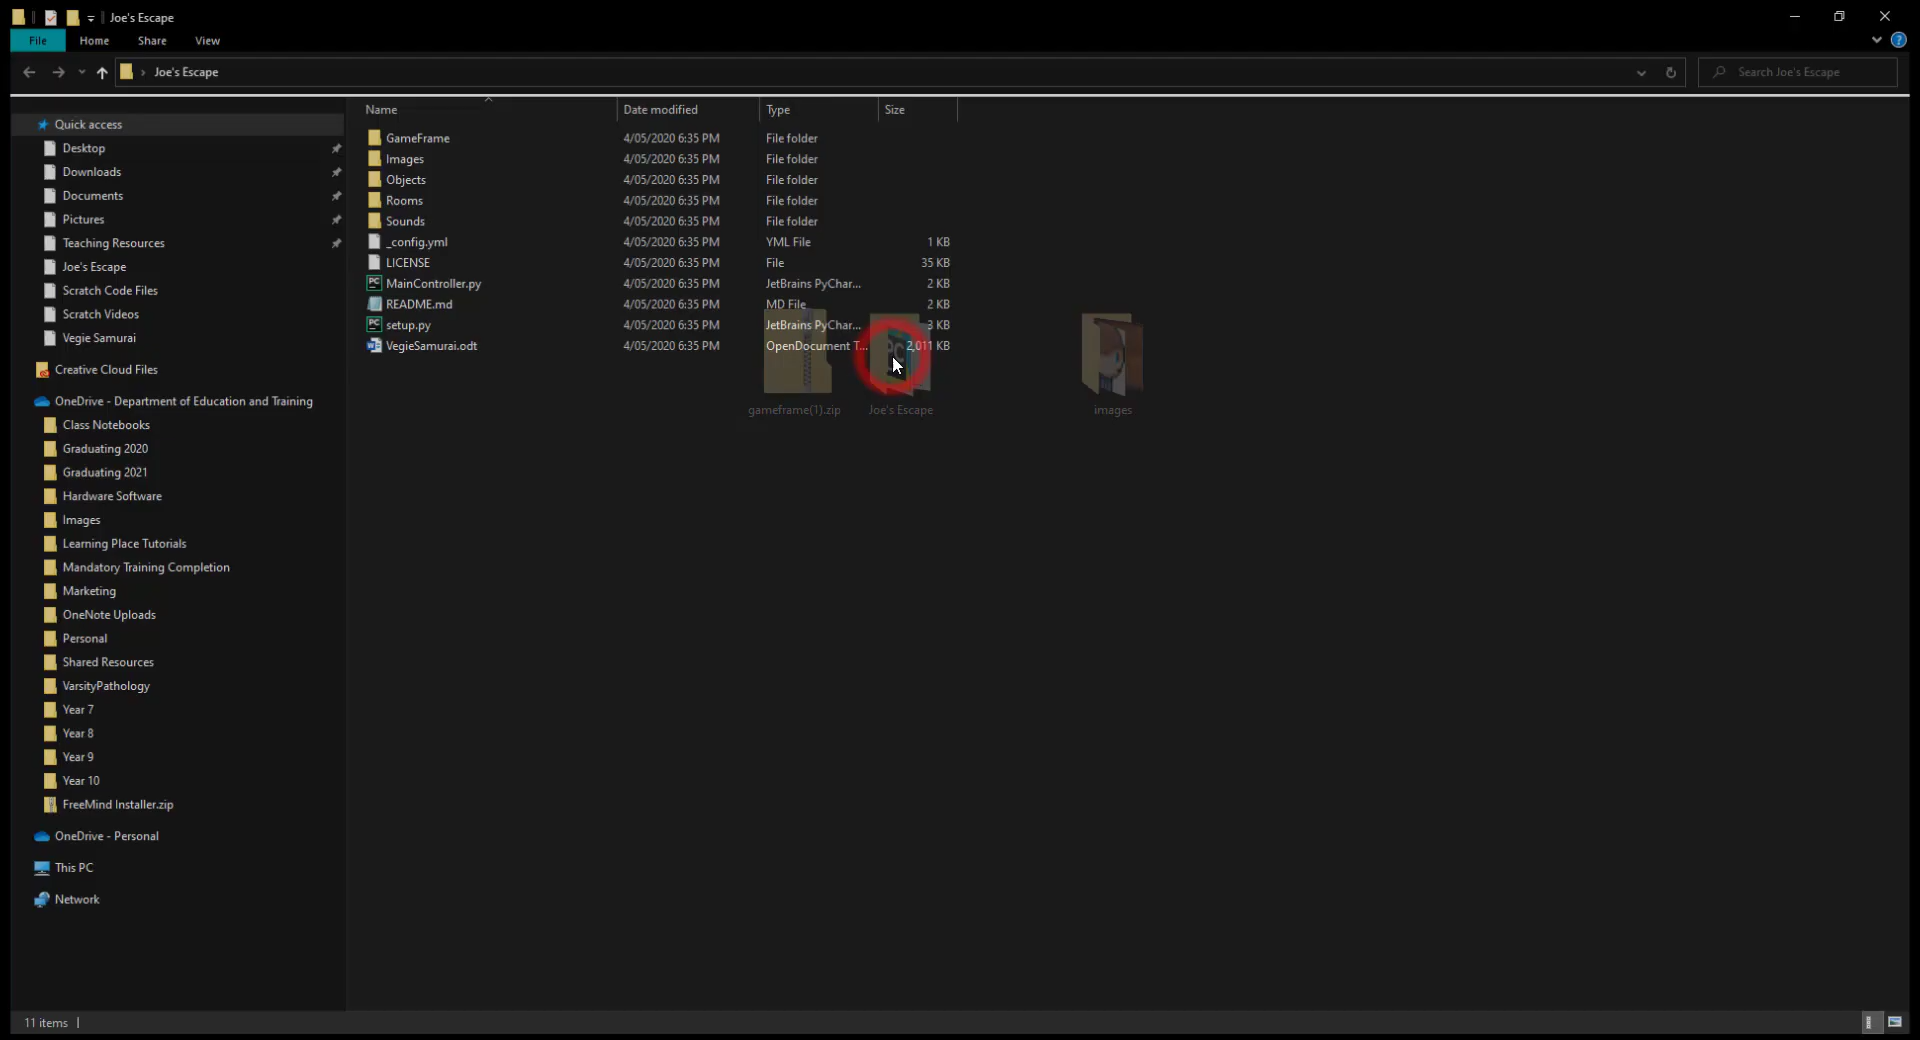 Joe's Escape
File Home Share View
Joe's Escape Search Joe's Escape
Name Date modified Type Size
Quick access
Desktop
Downloads
Documents
Pictures
Teaching Resources
Joe's Escape
Scratch Code Files
Scratch Videos
Vegie Samurai
Creative Cloud Files
OneDrive - Department of Education and Training
Class Notebooks
Graduating 2020
Graduating 2021
Hardware Software
Images
Learning Place Tutorials
Mandatory Training Completion
Marketing
OneNote Uploads
Personal
Shared Resources
VarsityPathology
Year 7
Year 8
Year 9
Year 10
FreeMind Installer.zip
OneDrive - Personal
This PC
Network
GameFrame 4/05/2020 6:35 PM File folder
Images 4/05/2020 6:35 PM File folder
Objects 4/05/2020 6:35 PM File folder
Rooms 4/05/2020 6:35 PM File folder
Sounds 4/05/2020 6:35 PM File folder
_config.yml 4/05/2020 6:35 PM YML File 1 KB
LICENSE 4/05/2020 6:35 PM File 35 KB
MainController.py 4/05/2020 6:35 PM JetBrains PyChar... 2 KB
README.md 4/05/2020 6:35 PM MD File 2 KB
setup.py 4/05/2020 6:35 PM JetBrains PyChar... 3 KB
VegieSamurai.odt 4/05/2020 6:35 PM OpenDocument T... 2,011 KB
gameframe(1).zip Joe's Escape images
11 items